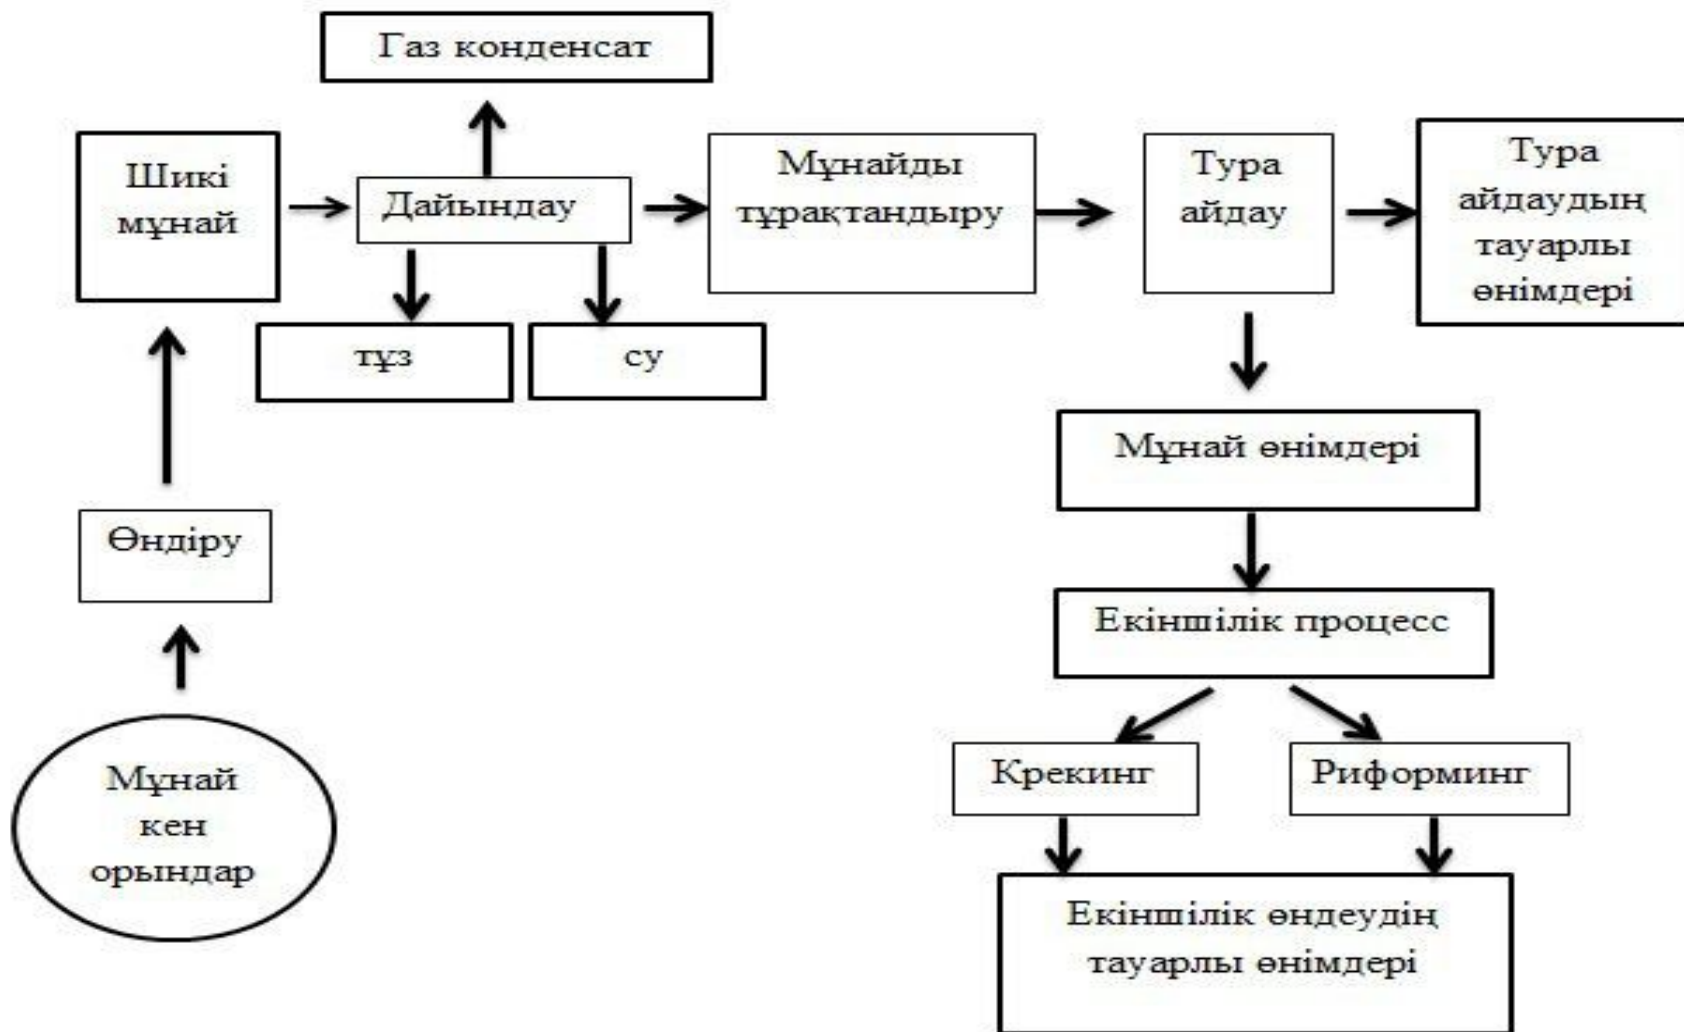 Газ конденсат
Шикі
мұнай
Дайындау
Мұнайды
тұрақтандыру
Тура
айдау
Тура
айдаудың
тауарлы
өнімдері
тұз
су
Мұнай өнімдері
Өндіру
Екіншілік процесс
Мұнай
кен
орындар
Крекинг
Риформинг
Екіншілік өндеудің
тауарлы өнімдері